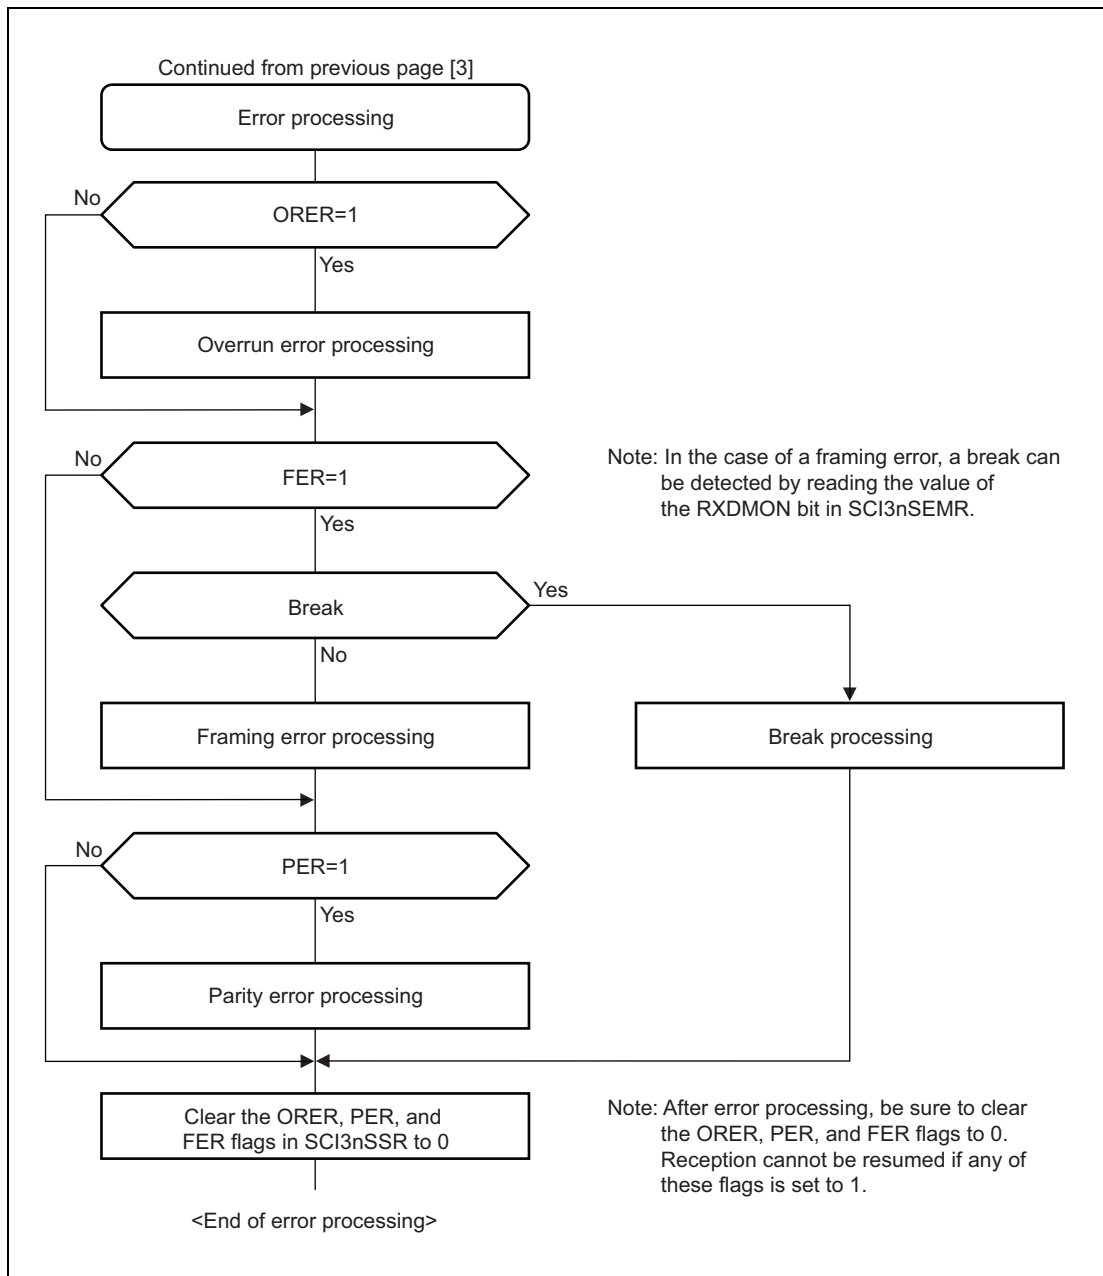 Continued from previous page [3]
Error processing
No
ORER=1
Yes
Overrun error processing
No
FER=1
Yes
Note: In the case of a framing error, a break can
be detected by reading the value of
the RXDMON bit in SCI3nSEMR.
Break
Yes
No
Framing error processing
Break processing
No
PER=1
Yes
Parity error processing
Clear the ORER, PER, and
FER flags in SCI3nSSR to 0
Note: After error processing, be sure to clear
the ORER, PER, and FER flags to 0.
Reception cannot be resumed if any of
these flags is set to 1.
<End of error processing>